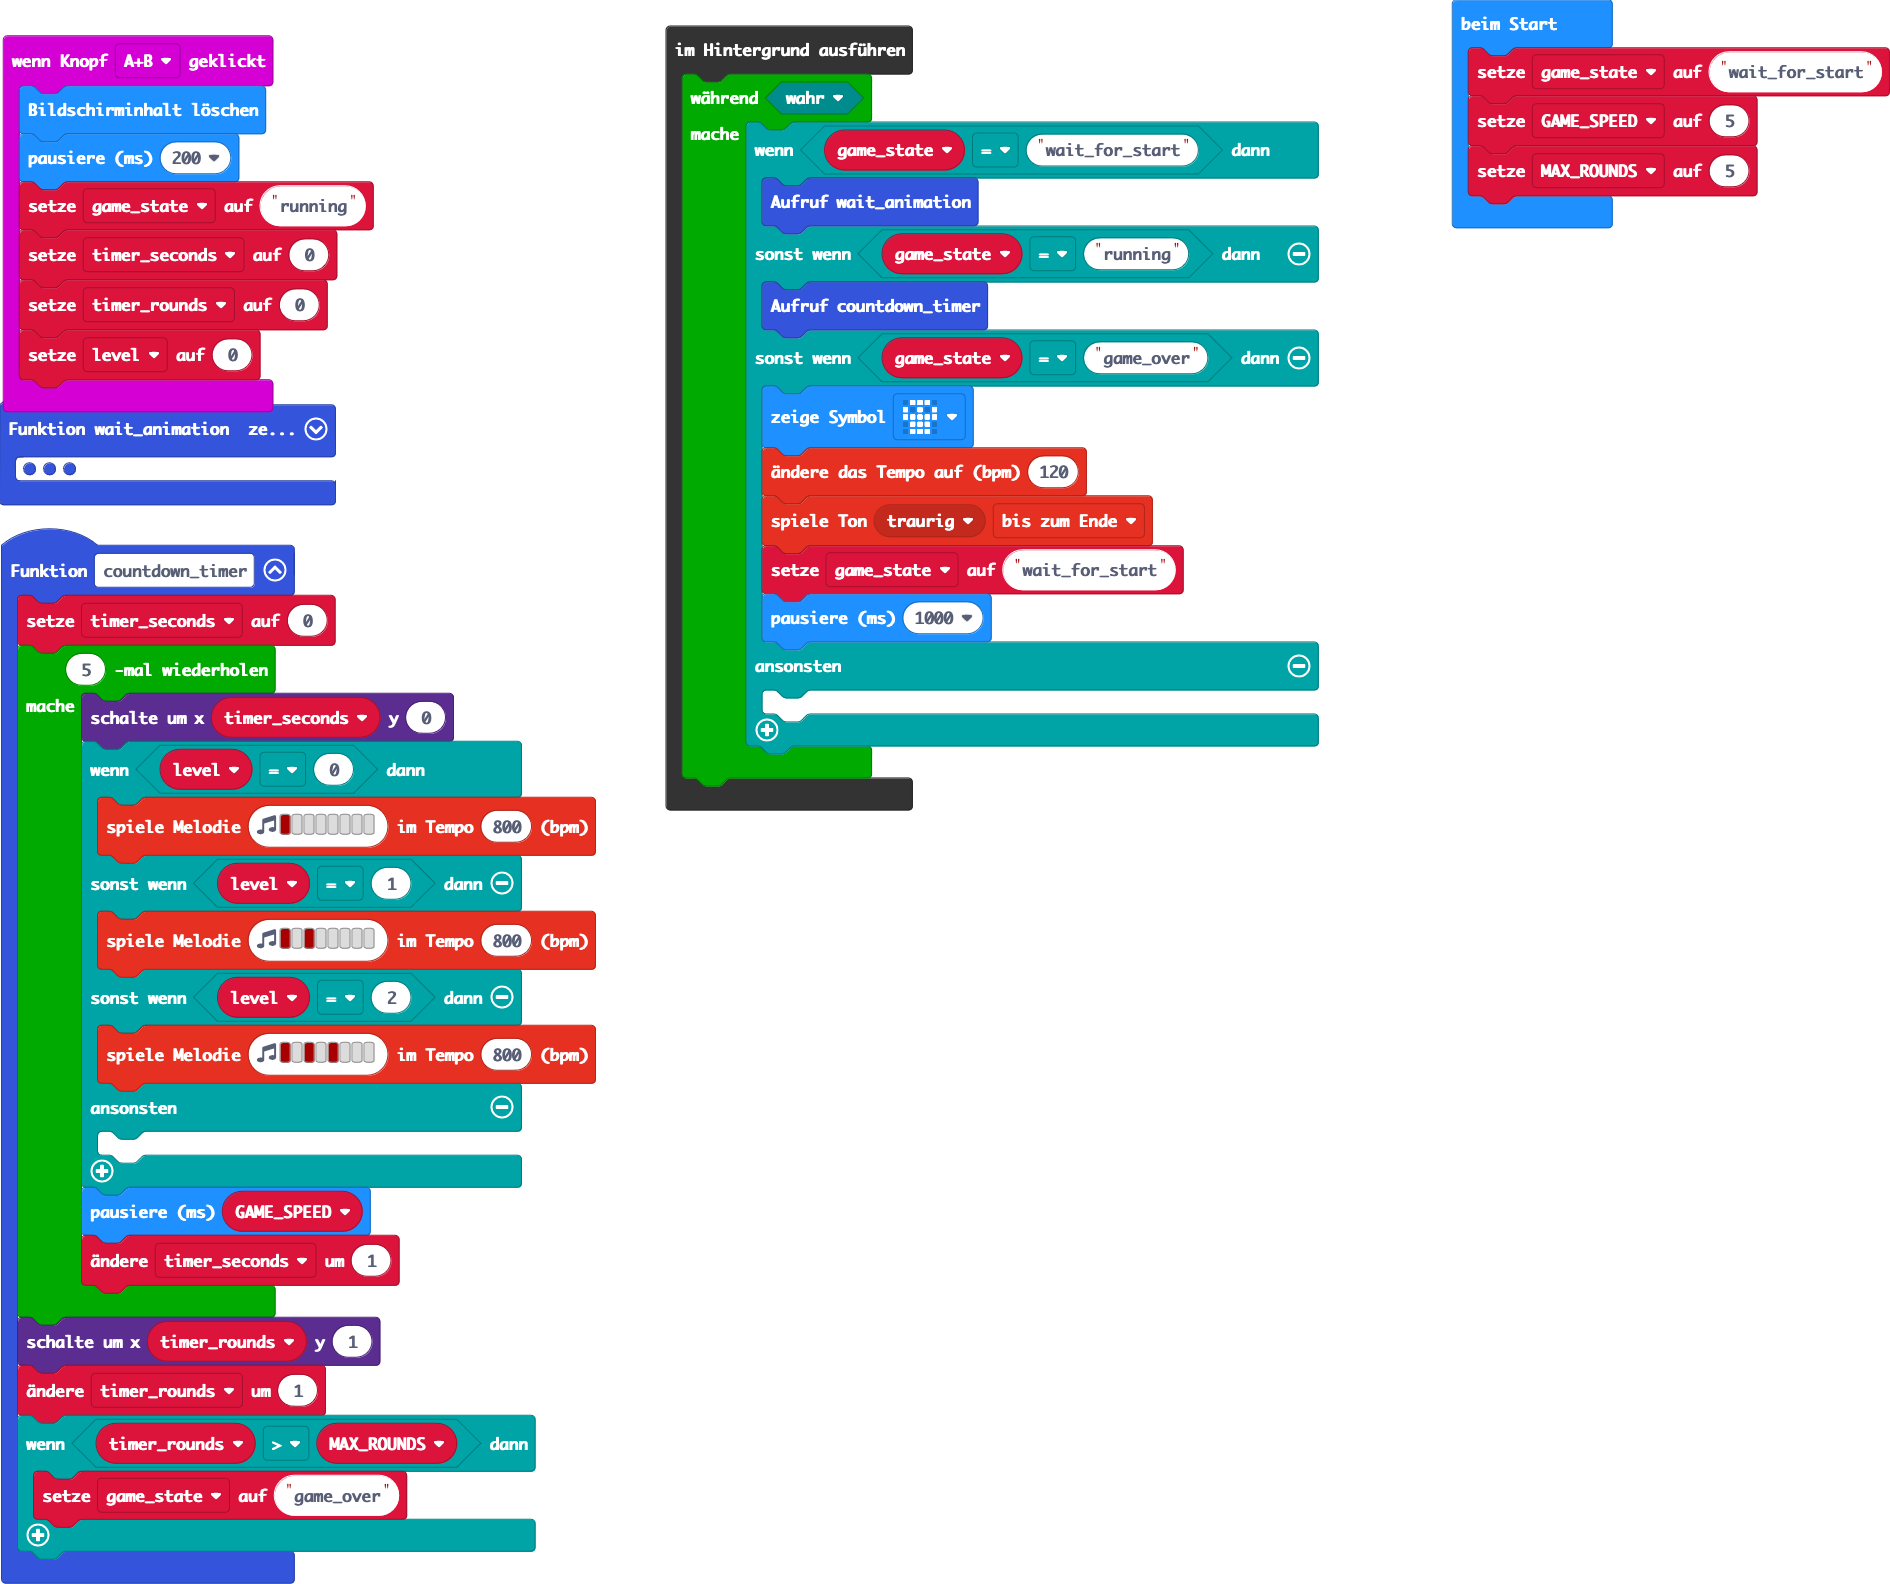 wenn Knopf A+B geklickt
Bildschirminhalt löschen
pausiere (ms) 200
setze game_state auf "running"
setze timer_seconds auf 0
setze timer_rounds auf 0
setze level auf 0
Funktion wait_animation ze...
Funktion countdown_timer
setze timer_seconds auf 0
5 -mal wiederholen
mache
schalte um x timer_seconds y 0
wenn level = 0 dann
spiele Melodie im Tempo 800 (bpm)
sonst wenn level = 1 dann
spiele Melodie im Tempo 800 (bpm)
sonst wenn level = 2 dann
spiele Melodie im Tempo 800 (bpm)
ansonsten
pausiere (ms) GAME_SPEED
ändere timer_seconds um 1
schalte um x timer_rounds y 1
ändere timer_rounds um 1
wenn timer_rounds > MAX_ROUNDS dann
setze game_state auf "game_over"
im Hintergrund ausführen
während wahr
mache
wenn game_state = "wait_for_start" dann
Aufruf wait_animation
sonst wenn game_state = "running" dann
Aufruf countdown_timer
sonst wenn game_state = "game_over" dann
zeige Symbol
ändere das Tempo auf (bpm) 120
spiele Ton traurig bis zum Ende
setze game_state auf "wait_for_start"
pausiere (ms) 1000
ansonsten
beim Start
setze game_state auf "wait_for_start"
setze GAME_SPEED auf 5
setze MAX_ROUNDS auf 5